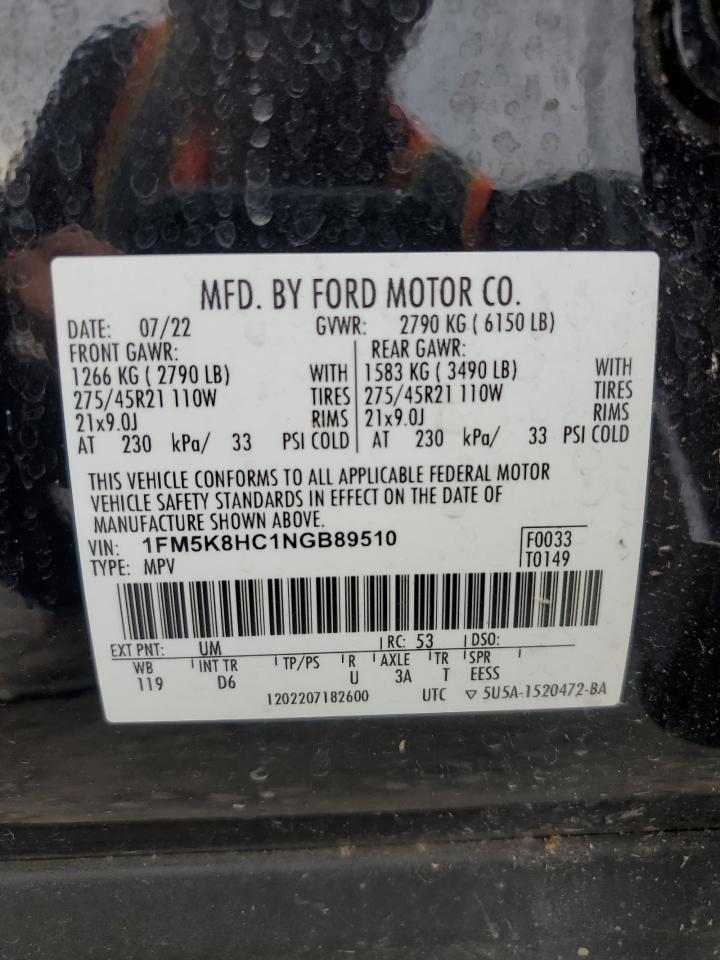 MFD. BY FORD MOTOR CO.
DATE: 07/22 GVWR: 2790 KG ( 6150 LB)
FRONT GAWR: REAR GAWR:
1266 KG ( 2790 LB) WITH 1583 KG ( 3490 LB) WITH
275/45R21 110W TIRES 275/45R21 110W TIRES
21x9.0J RIMS 21x9.0J RIMS
AT 230 kPa/ 33 PSI COLD AT 230 kPa/ 33 PSI COLD
THIS VEHICLE CONFORMS TO ALL APPLICABLE FEDERAL MOTOR
VEHICLE SAFETY STANDARDS IN EFFECT ON THE DATE OF
MANUFACTURE SHOWN ABOVE.
VIN: 1FM5K8HC1NGB89510 F0033
TYPE: MPV T0149
EXT PNT: UM RC: 53 DSO:
WB INT TR TP/PS R AXLE TR SPR
119 D6 U 3A T EESS
1202207182600 UTC ▽ 5U5A-1520472-BA